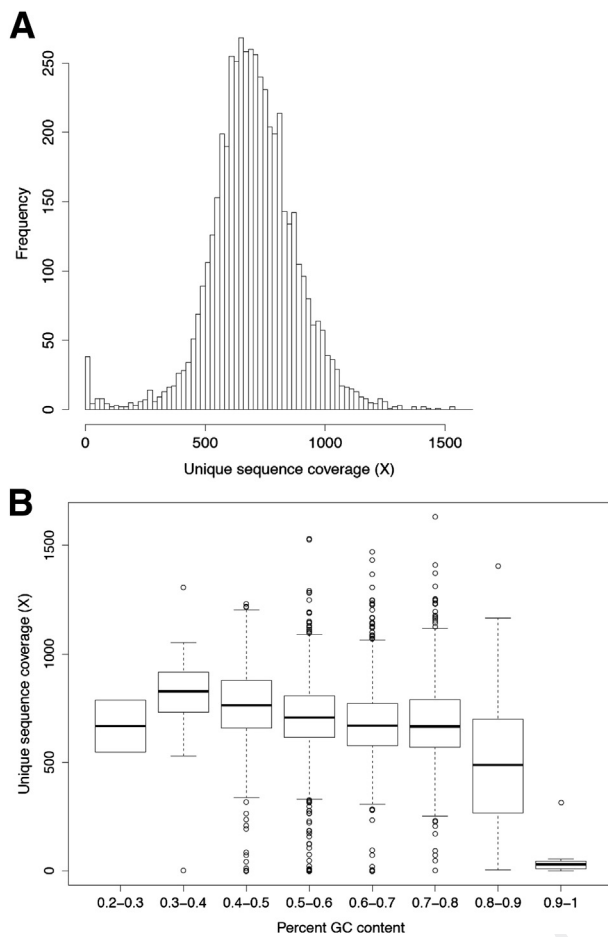 A
250
200
150
100
50
0
Frequency
0 500 1000 1500
Unique sequence coverage (X)
B
1500
1000
500
0
Unique sequence coverage (X)
0.2–0.3 0.3–0.4 0.4–0.5 0.5–0.6 0.6–0.7 0.7–0.8 0.8–0.9 0.9–1
Percent GC content